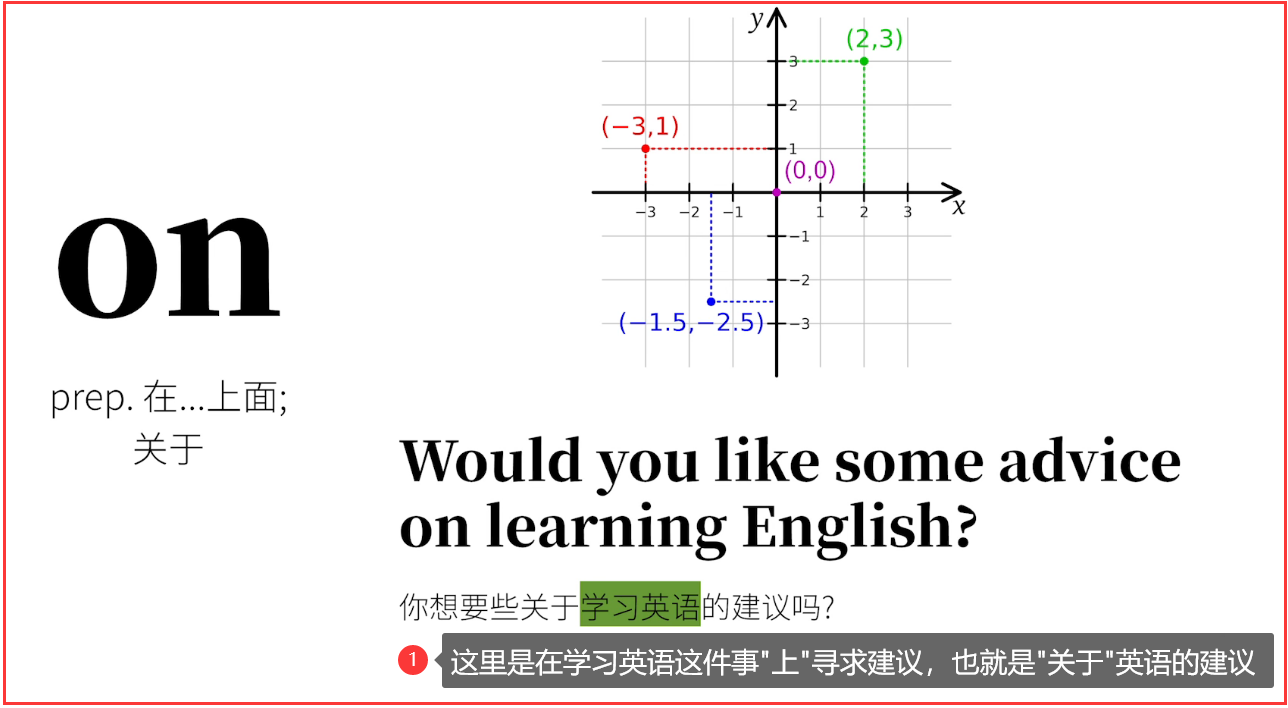 on
prep. 在...上面;
关于
y
(2,3)
3
2
(−3,1)
1
(0,0)
−3 −2 −1 1 2 3 x
−1
−2
(−1.5,−2.5)
−3
Would you like some advice
on learning English?
你想要些关于学习英语的建议吗?
1 这里是在学习英语这件事"上"寻求建议，也就是"关于"英语的建议